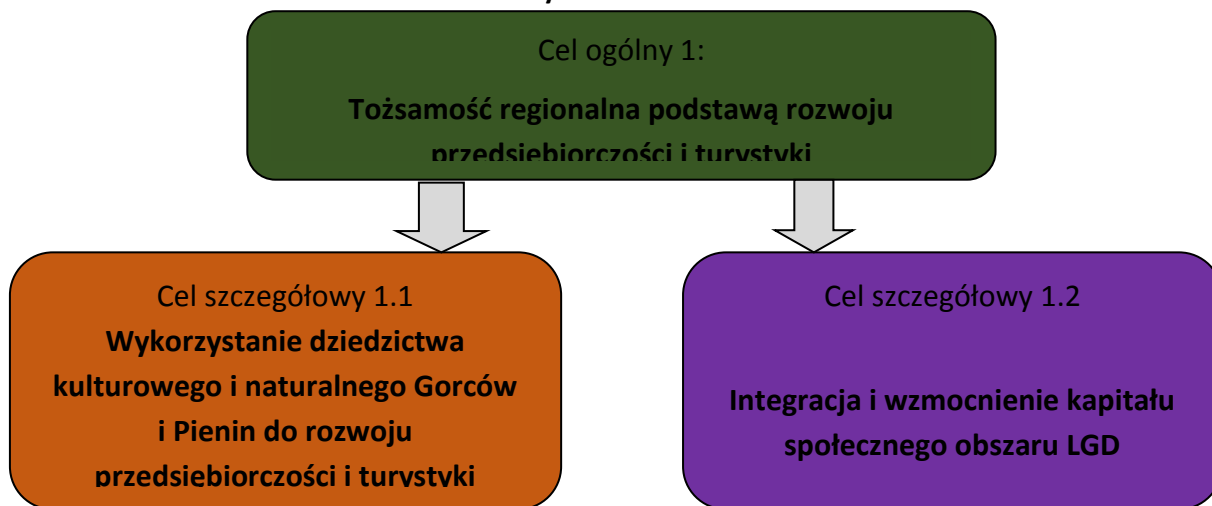 Cel ogólny 1:
Tożsamość regionalna podstawą rozwoju
przedsiębiorczości i turystyki
Cel szczegółowy 1.1
Wykorzystanie dziedzictwa
kulturowego i naturalnego Gorców
i Pienin do rozwoju
przedsiębiorczości i turystyki
Cel szczegółowy 1.2
Integracja i wzmocnienie kapitału
społecznego obszaru LGD